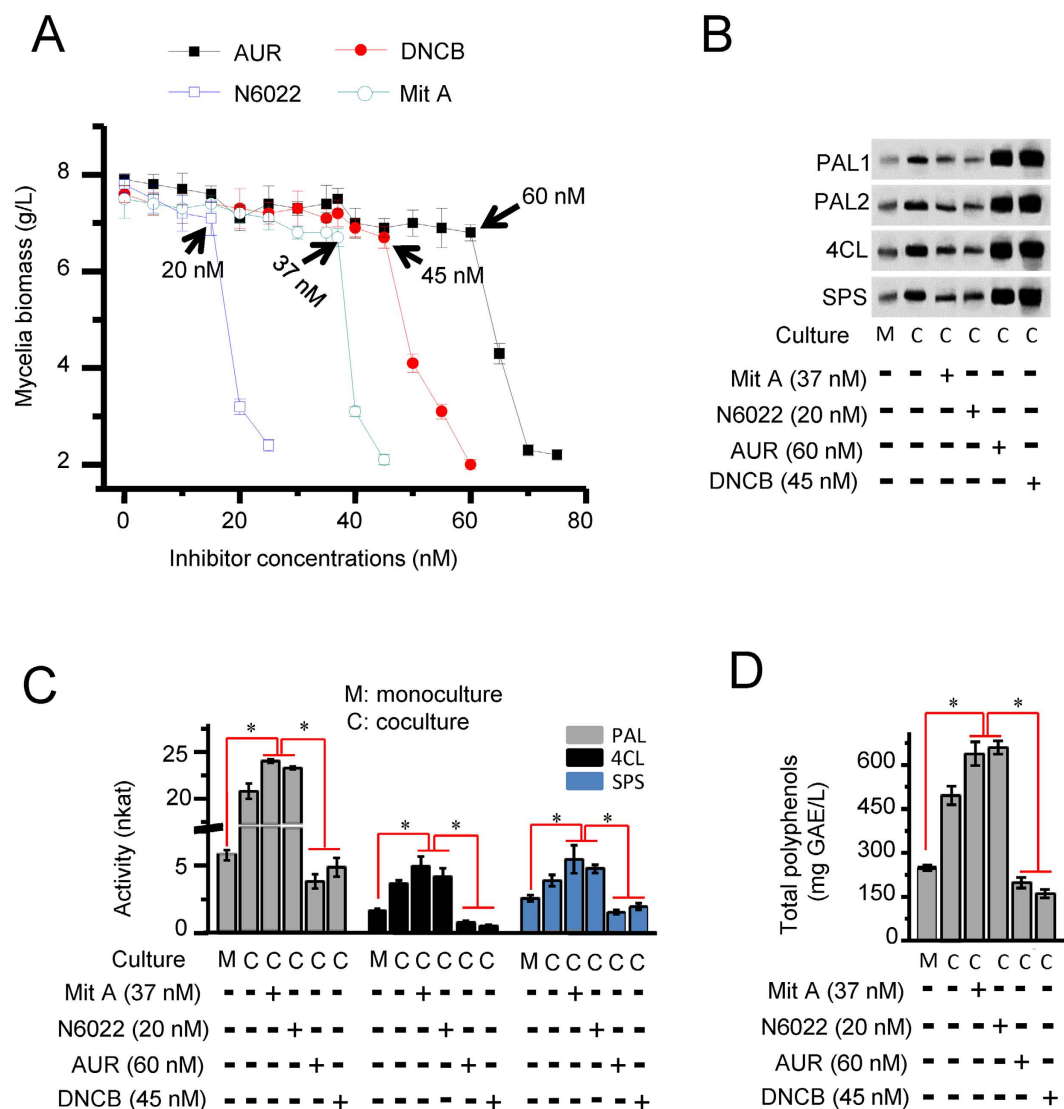 A
AUR
DNCB
N6022
Mit A
Mycelia biomass (g/L)
8
6
4
2
0
20
40
60
80
Inhibitor concentrations (nM)
20 nM
37 nM
45 nM
60 nM
B
PAL1
PAL2
4CL
SPS
Culture M C C C C C
Mit A (37 nM) - - + - - -
N6022 (20 nM) - - - + - -
AUR (60 nM) - - - - + -
DNCB (45 nM) - - - - - +
C
M: monoculture
C: coculture
PAL
4CL
SPS
Activity (nkat)
25
20
5
0
* * * * * *
Culture M C C C C C M C C C C C M C C C C C
Mit A (37 nM) - - + - - - - - + - - - - - + - - -
N6022 (20 nM) - - - + - - - - - + - - - - - + - -
AUR (60 nM) - - - - + - - - - - + - - - - - + -
DNCB (45 nM) - - - - - + - - - - - + - - - - - +
D
* *
Total polyphenols
(mg GAE/L)
600
450
300
150
0
M C C C C C
Mit A (37 nM) - - + - - -
N6022 (20 nM) - - - + - -
AUR (60 nM) - - - - + -
DNCB (45 nM) - - - - - +